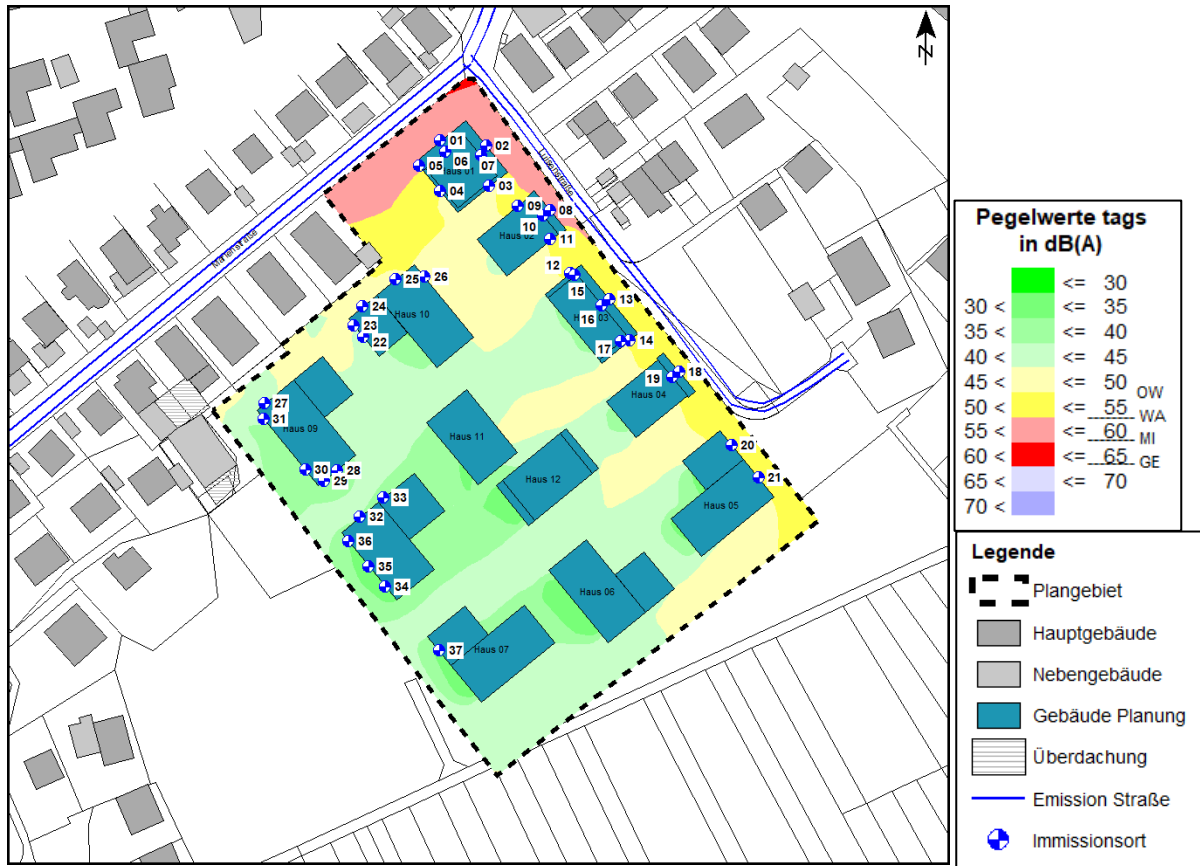 N
01
02
06
05
07
Haus 01
03
04
Luisenstraße
09
08
10
Haus 02
11
12
15
13
16
Haus 03
17
14
18
19
Haus 04
20
21
Haus 05
Marienstraße
25
26
24
23
22
Haus 10
27
31
Haus 09
30
28
29
Haus 11
Haus 12
33
32
36
35
34
Haus 06
37
Haus 07
Pegelwerte tags
in dB(A)
<= 30
30 < <= 35
35 < <= 40
40 < <= 45
45 < <= 50
OW
50 < <= 55
WA
55 < <= 60
MI
60 < <= 65
GE
65 < <= 70
70 <
Legende
Plangebiet
Hauptgebäude
Nebengebäude
Gebäude Planung
Überdachung
Emission Straße
Immissionsort